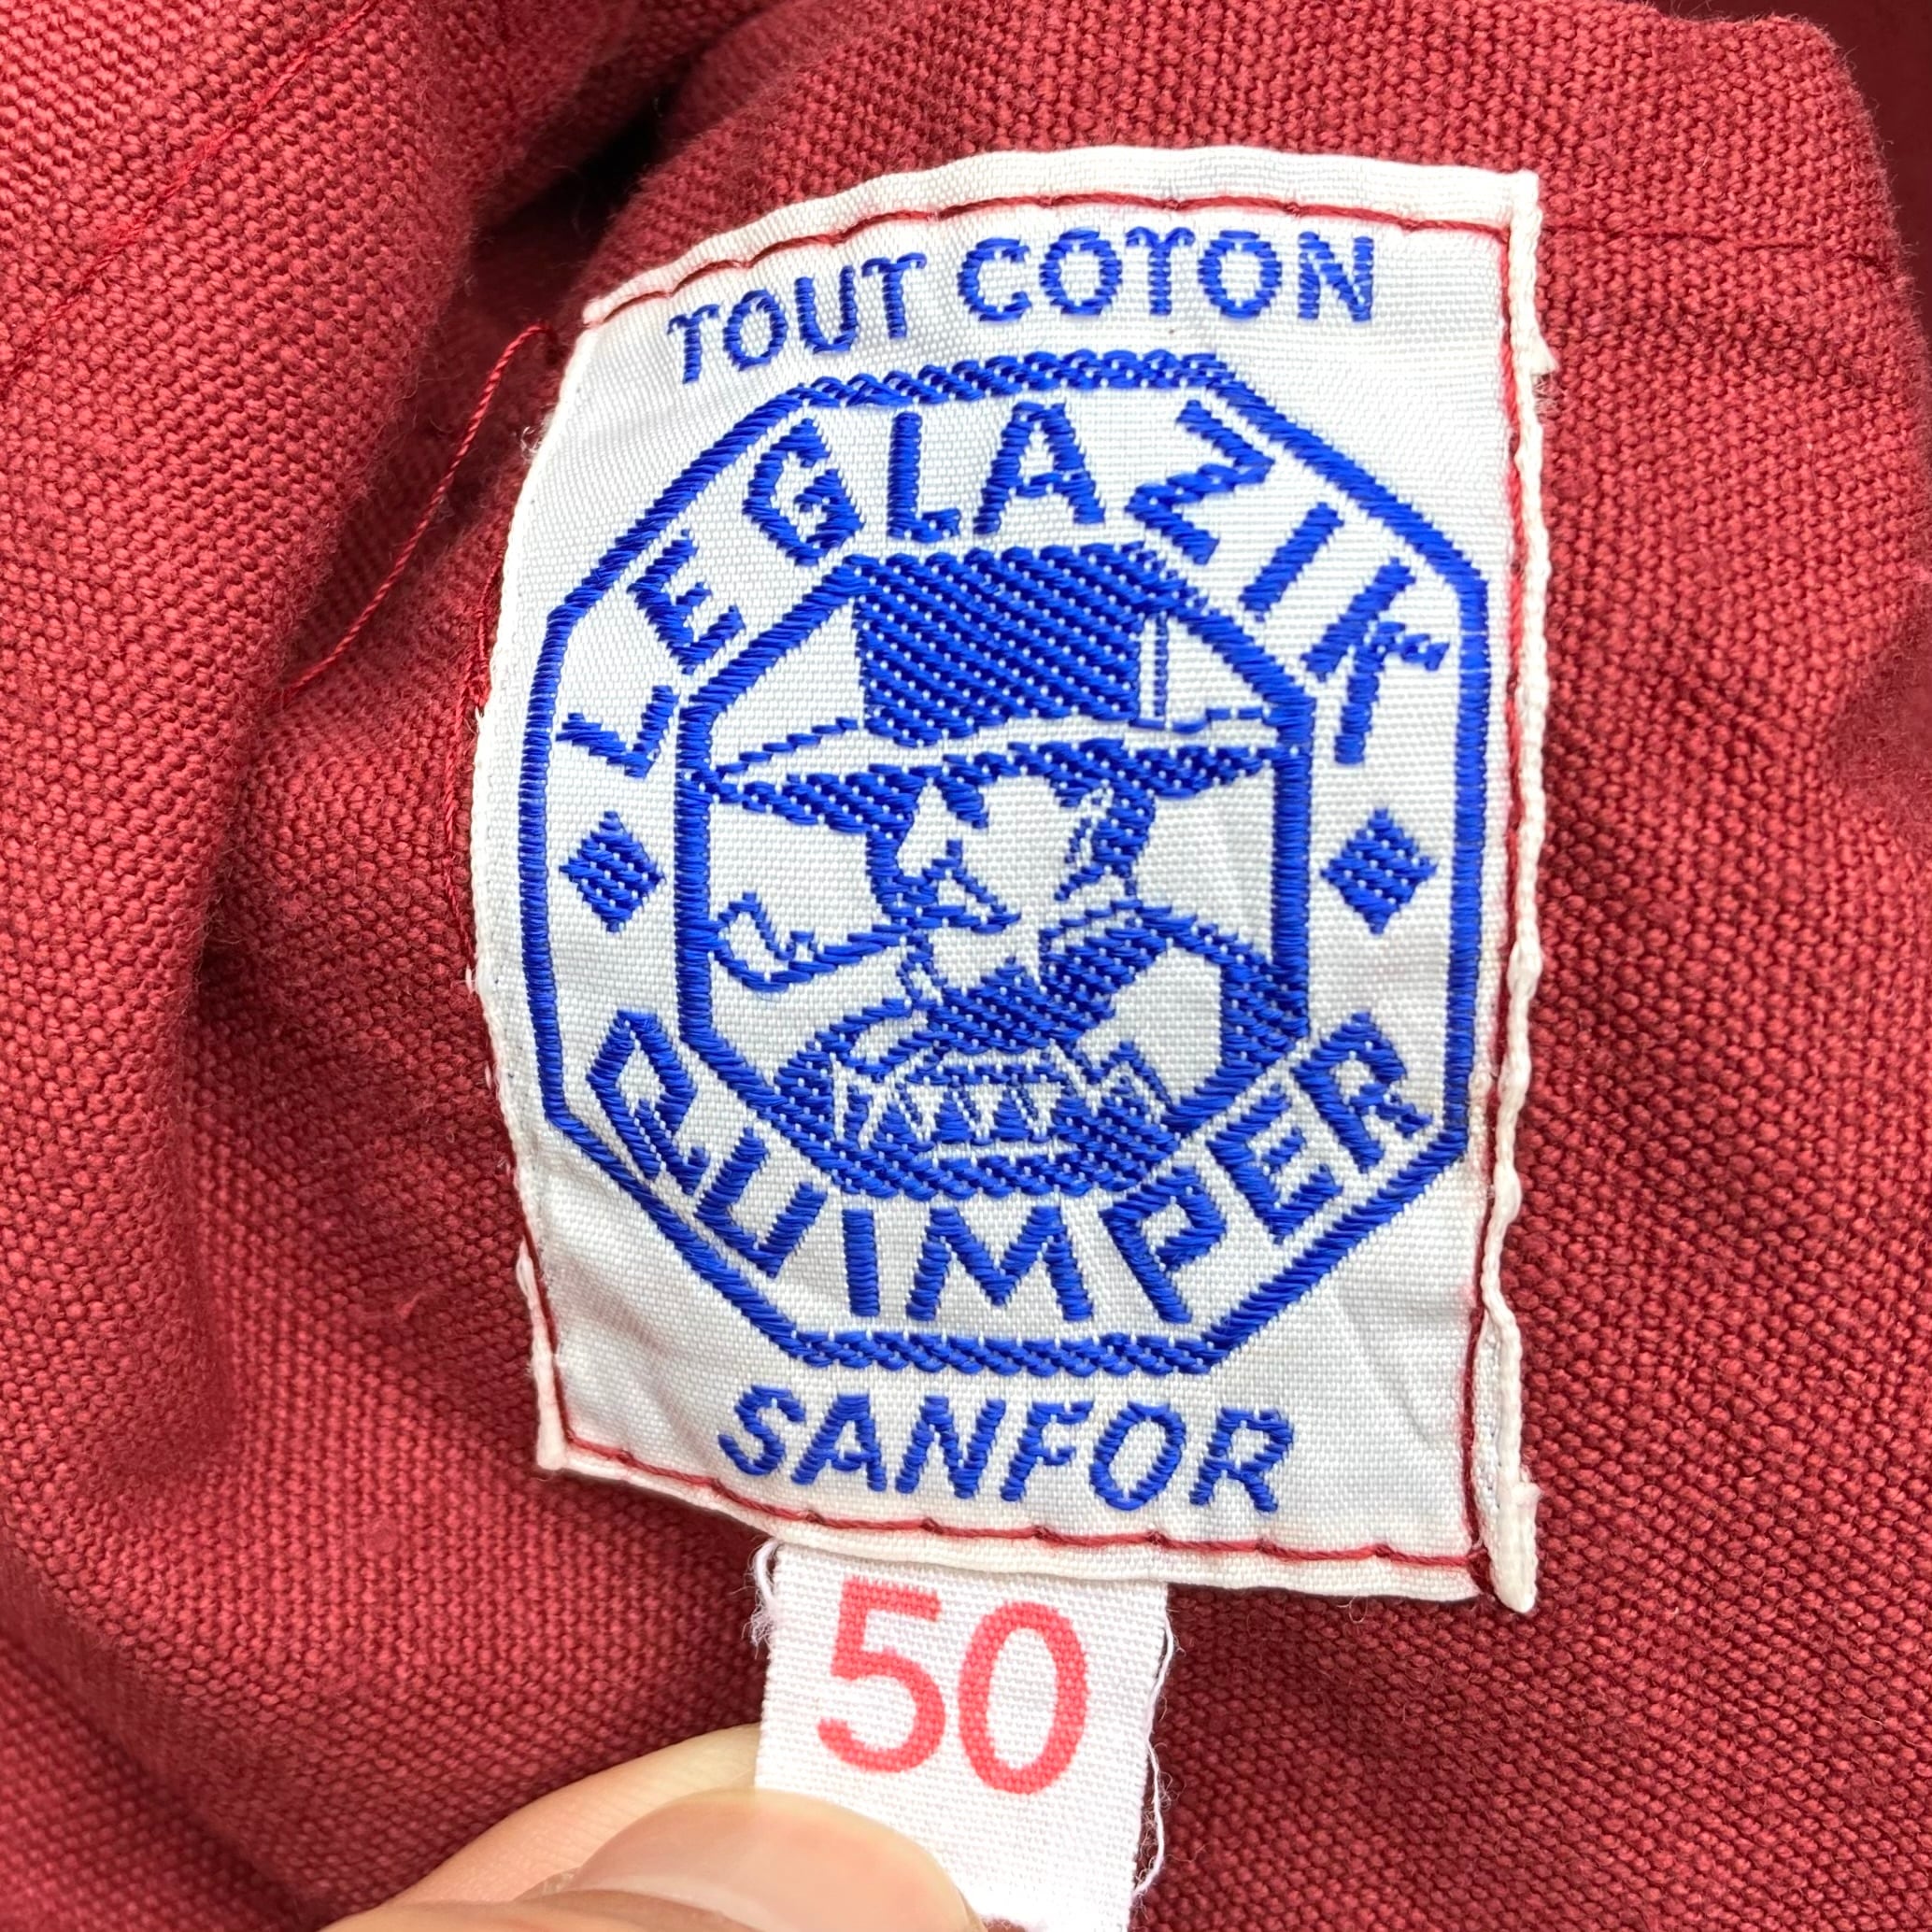 TOUT COTON
LE GLAZIK
QUIMPER
SANFOR
50